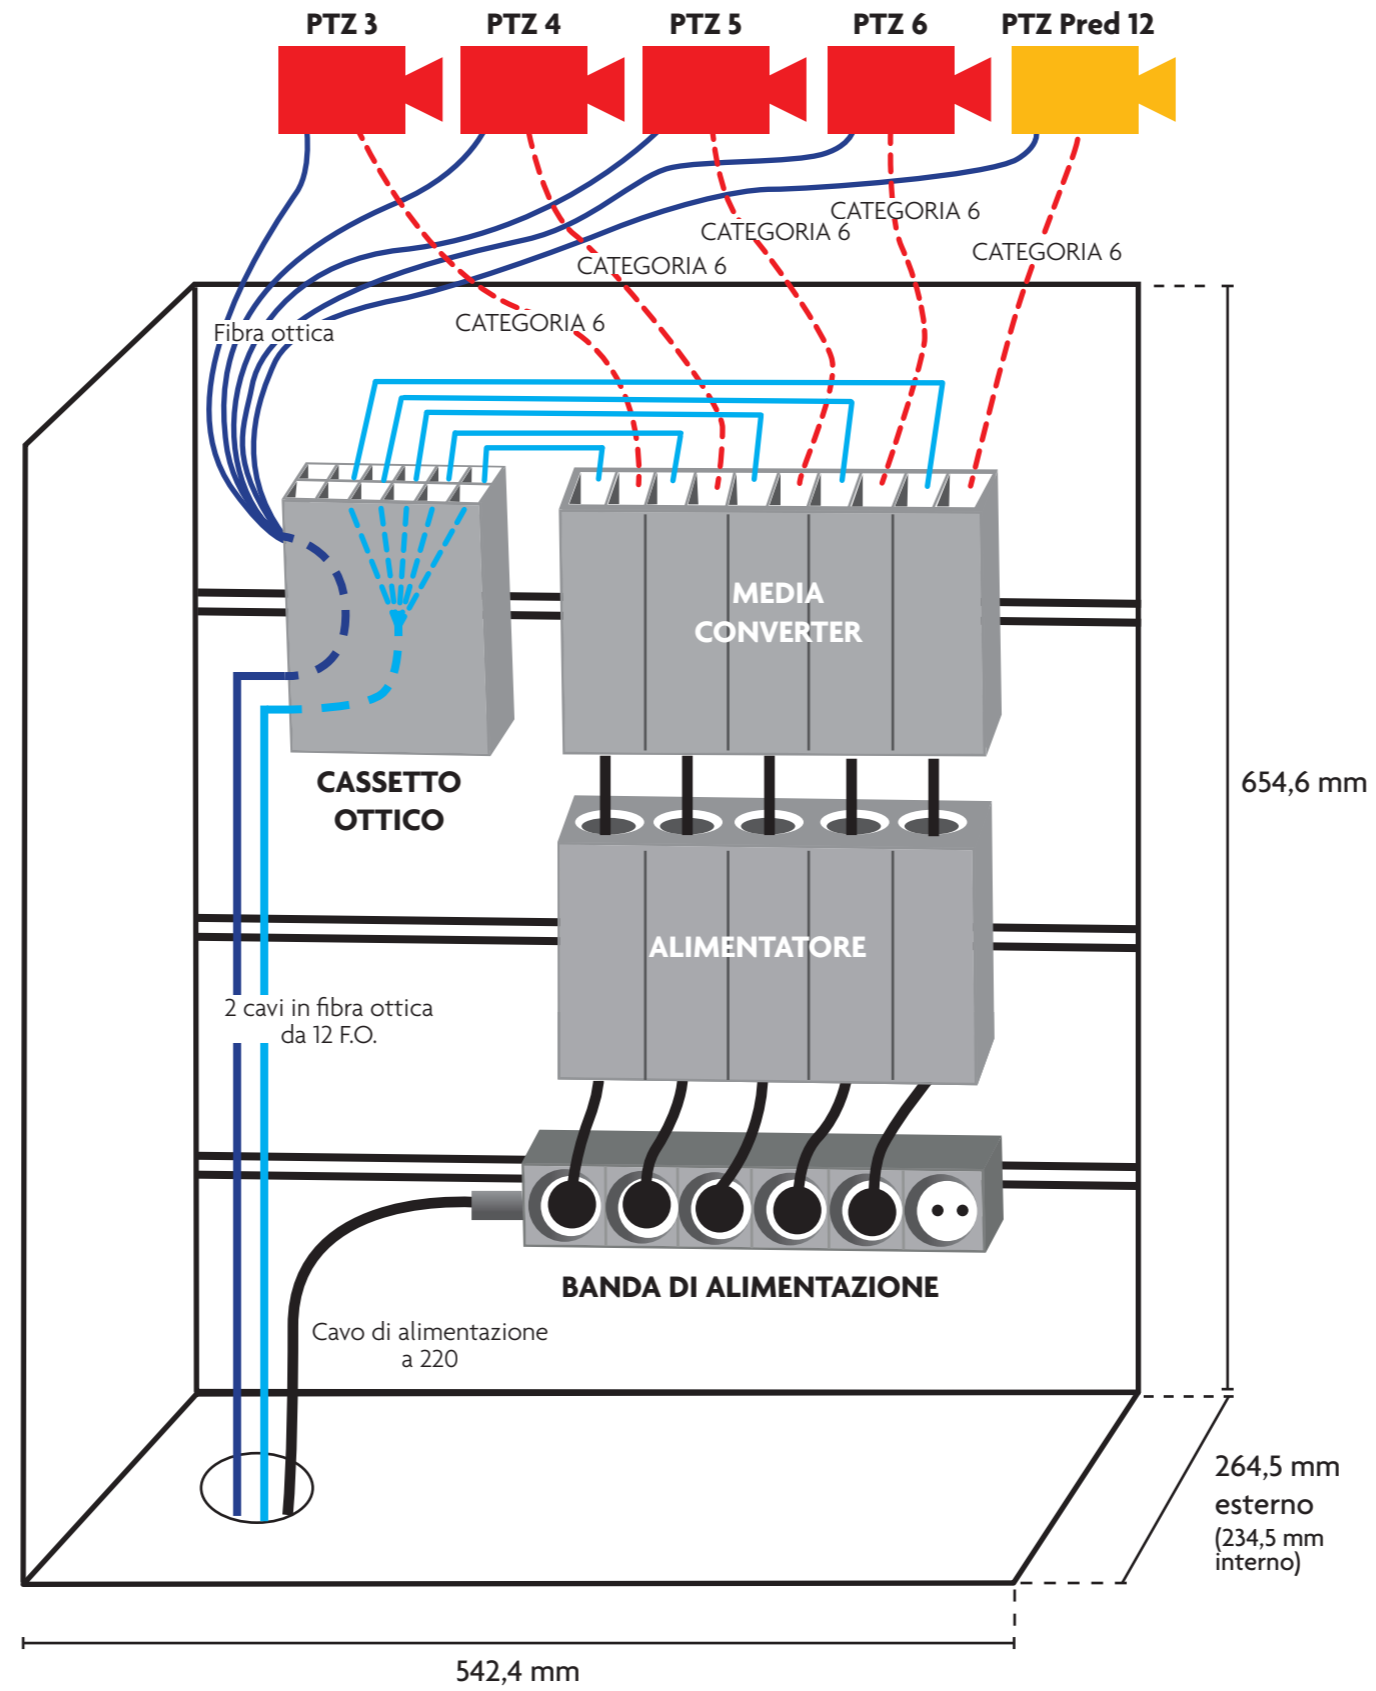 PTZ 3
PTZ 4
PTZ 5
PTZ 6
PTZ Pred 12
CATEGORIA 6
CATEGORIA 6
CATEGORIA 6
CATEGORIA 6
CATEGORIA 6
Fibra ottica
MEDIA
CONVERTER
CASSETTO
OTTICO
654,6 mm
ALIMENTATORE
2 cavi in fibra ottica
da 12 F.O.
BANDA DI ALIMENTAZIONE
Cavo di alimentazione
a 220
264,5 mm
esterno
(234,5 mm
interno)
542,4 mm